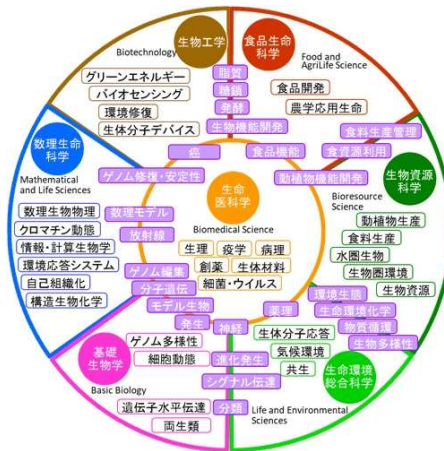 Biotechnology
生物工学
食品生命
科学
Food and
AgriLife Science
グリーンエネルギー
バイオセンシング
環境修復
生体分子デバイス
脂質
糖鎖
発酵
生物機能開発
食品開発
農学応用生命
食料生産管理
食資源利用
癌
食品機能
ゲノム修復・安定性
動植物機能開発
数理生命
科学
Mathematical
and Life Sciences
数理生物物理
クロマチン動態
情報・計算生物学
環境応答システム
自己組織化
構造生物化学
数理モデル
放射線
生命
医科学
Biomedical Science
生理
疫学
病理
創薬
生体材料
細菌・ウイルス
生物資源
科学
Bioresource
Science
動植物生産
食料生産
水圏生物
生物圏環境
生物資源
ゲノム編集
分子遺伝
モデル生物
発生
神経
薬理
環境生態
生命環境化学
物質循環
生物多様性
基礎
生物学
Basic Biology
ゲノム多様性
細胞動態
進化発生
シグナル伝達
分類
遺伝子水平伝達
両生類
生体分子応答
気候環境
共生
生命環境
総合科学
Life and Environmental
Sciences